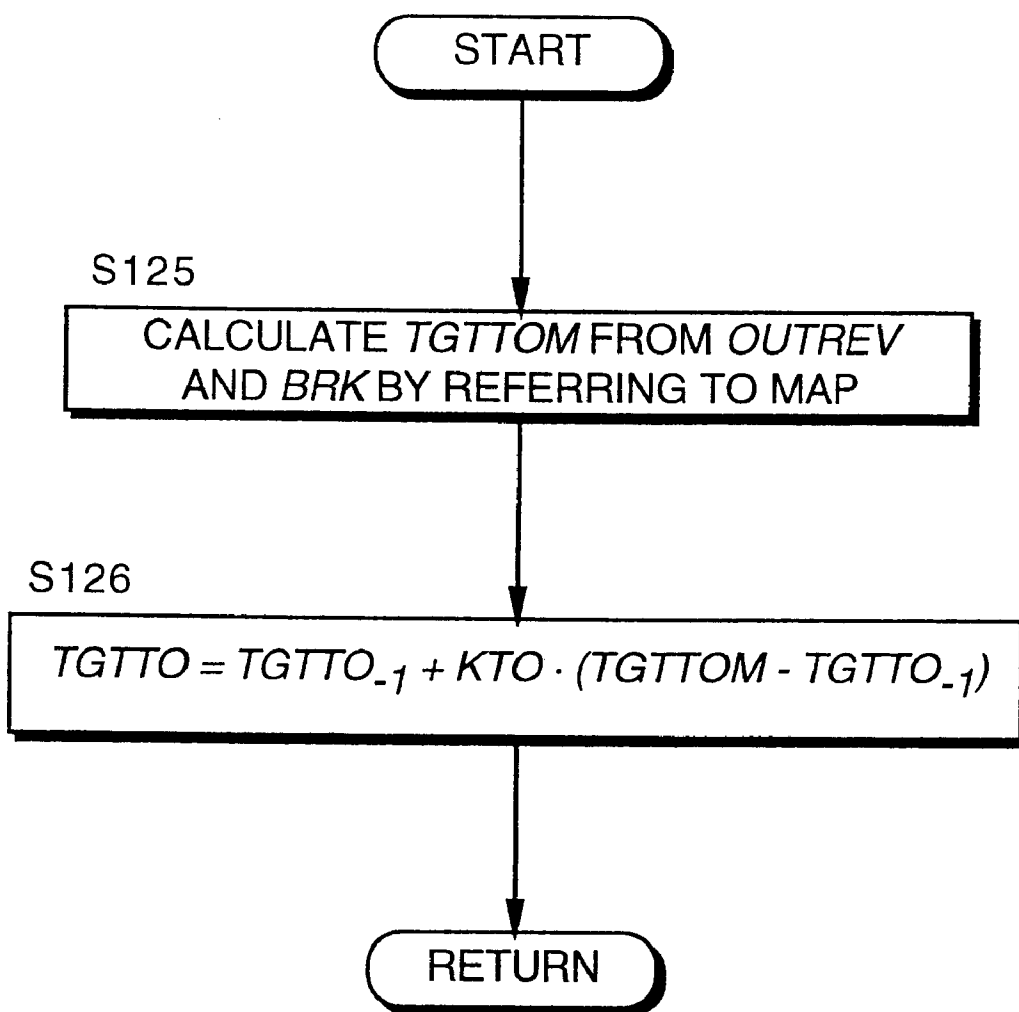 START
S125
CALCULATE TGTTOM FROM OUTREV
AND BRK BY REFERRING TO MAP
S126
TGTTO = TGTTO-1 + KTO · (TGTTOM - TGTTO-1)
RETURN